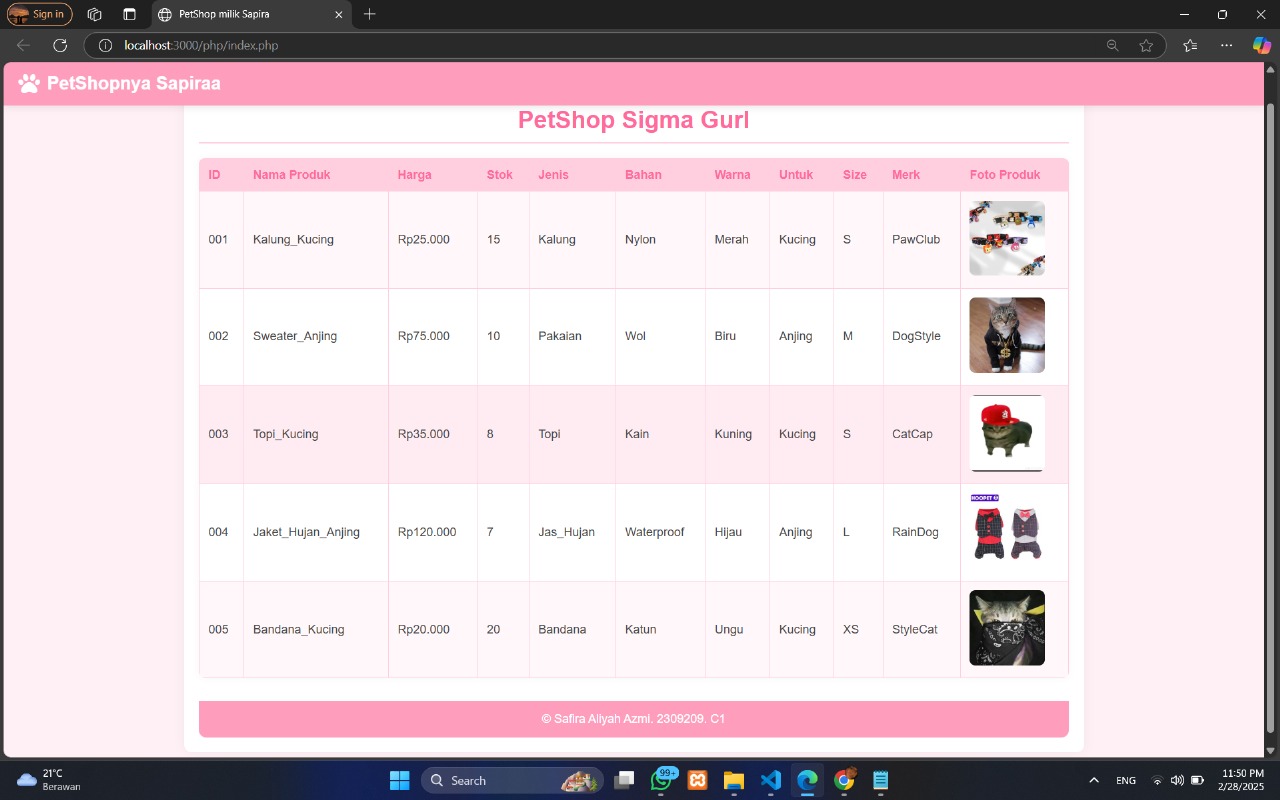 Sign in
PetShop milik Sapira
localhost:3000/php/index.php
PetShopnya Sapiraa
PetShop Sigma Gurl
ID Nama Produk Harga Stok Jenis Bahan Warna Untuk Size Merk Foto Produk
001 Kalung_Kucing Rp25.000 15 Kalung Nylon Merah Kucing S PawClub
002 Sweater_Anjing Rp75.000 10 Pakaian Wol Biru Anjing M DogStyle
003 Topi_Kucing Rp35.000 8 Topi Kain Kuning Kucing S CatCap
HOOPET
004 Jaket_Hujan_Anjing Rp120.000 7 Jas_Hujan Waterproof Hijau Anjing L RainDog
005 Bandana_Kucing Rp20.000 20 Bandana Katun Ungu Kucing XS StyleCat
© Safira Aliyah Azmi. 2309209. C1
21°C
Berawan
Search
99+
ENG
11:50 PM
2/28/2025